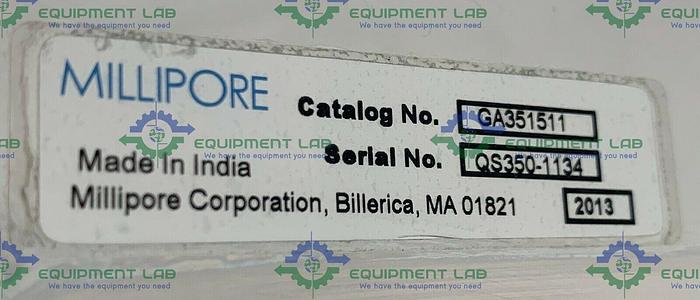 MILLIPORE
Catalog No. GA351511
Serial No. QS350-1134
Made In India
Millipore Corporation, Billerica, MA 01821 2013
EQUIPMENT LAB
We have the equipment you need